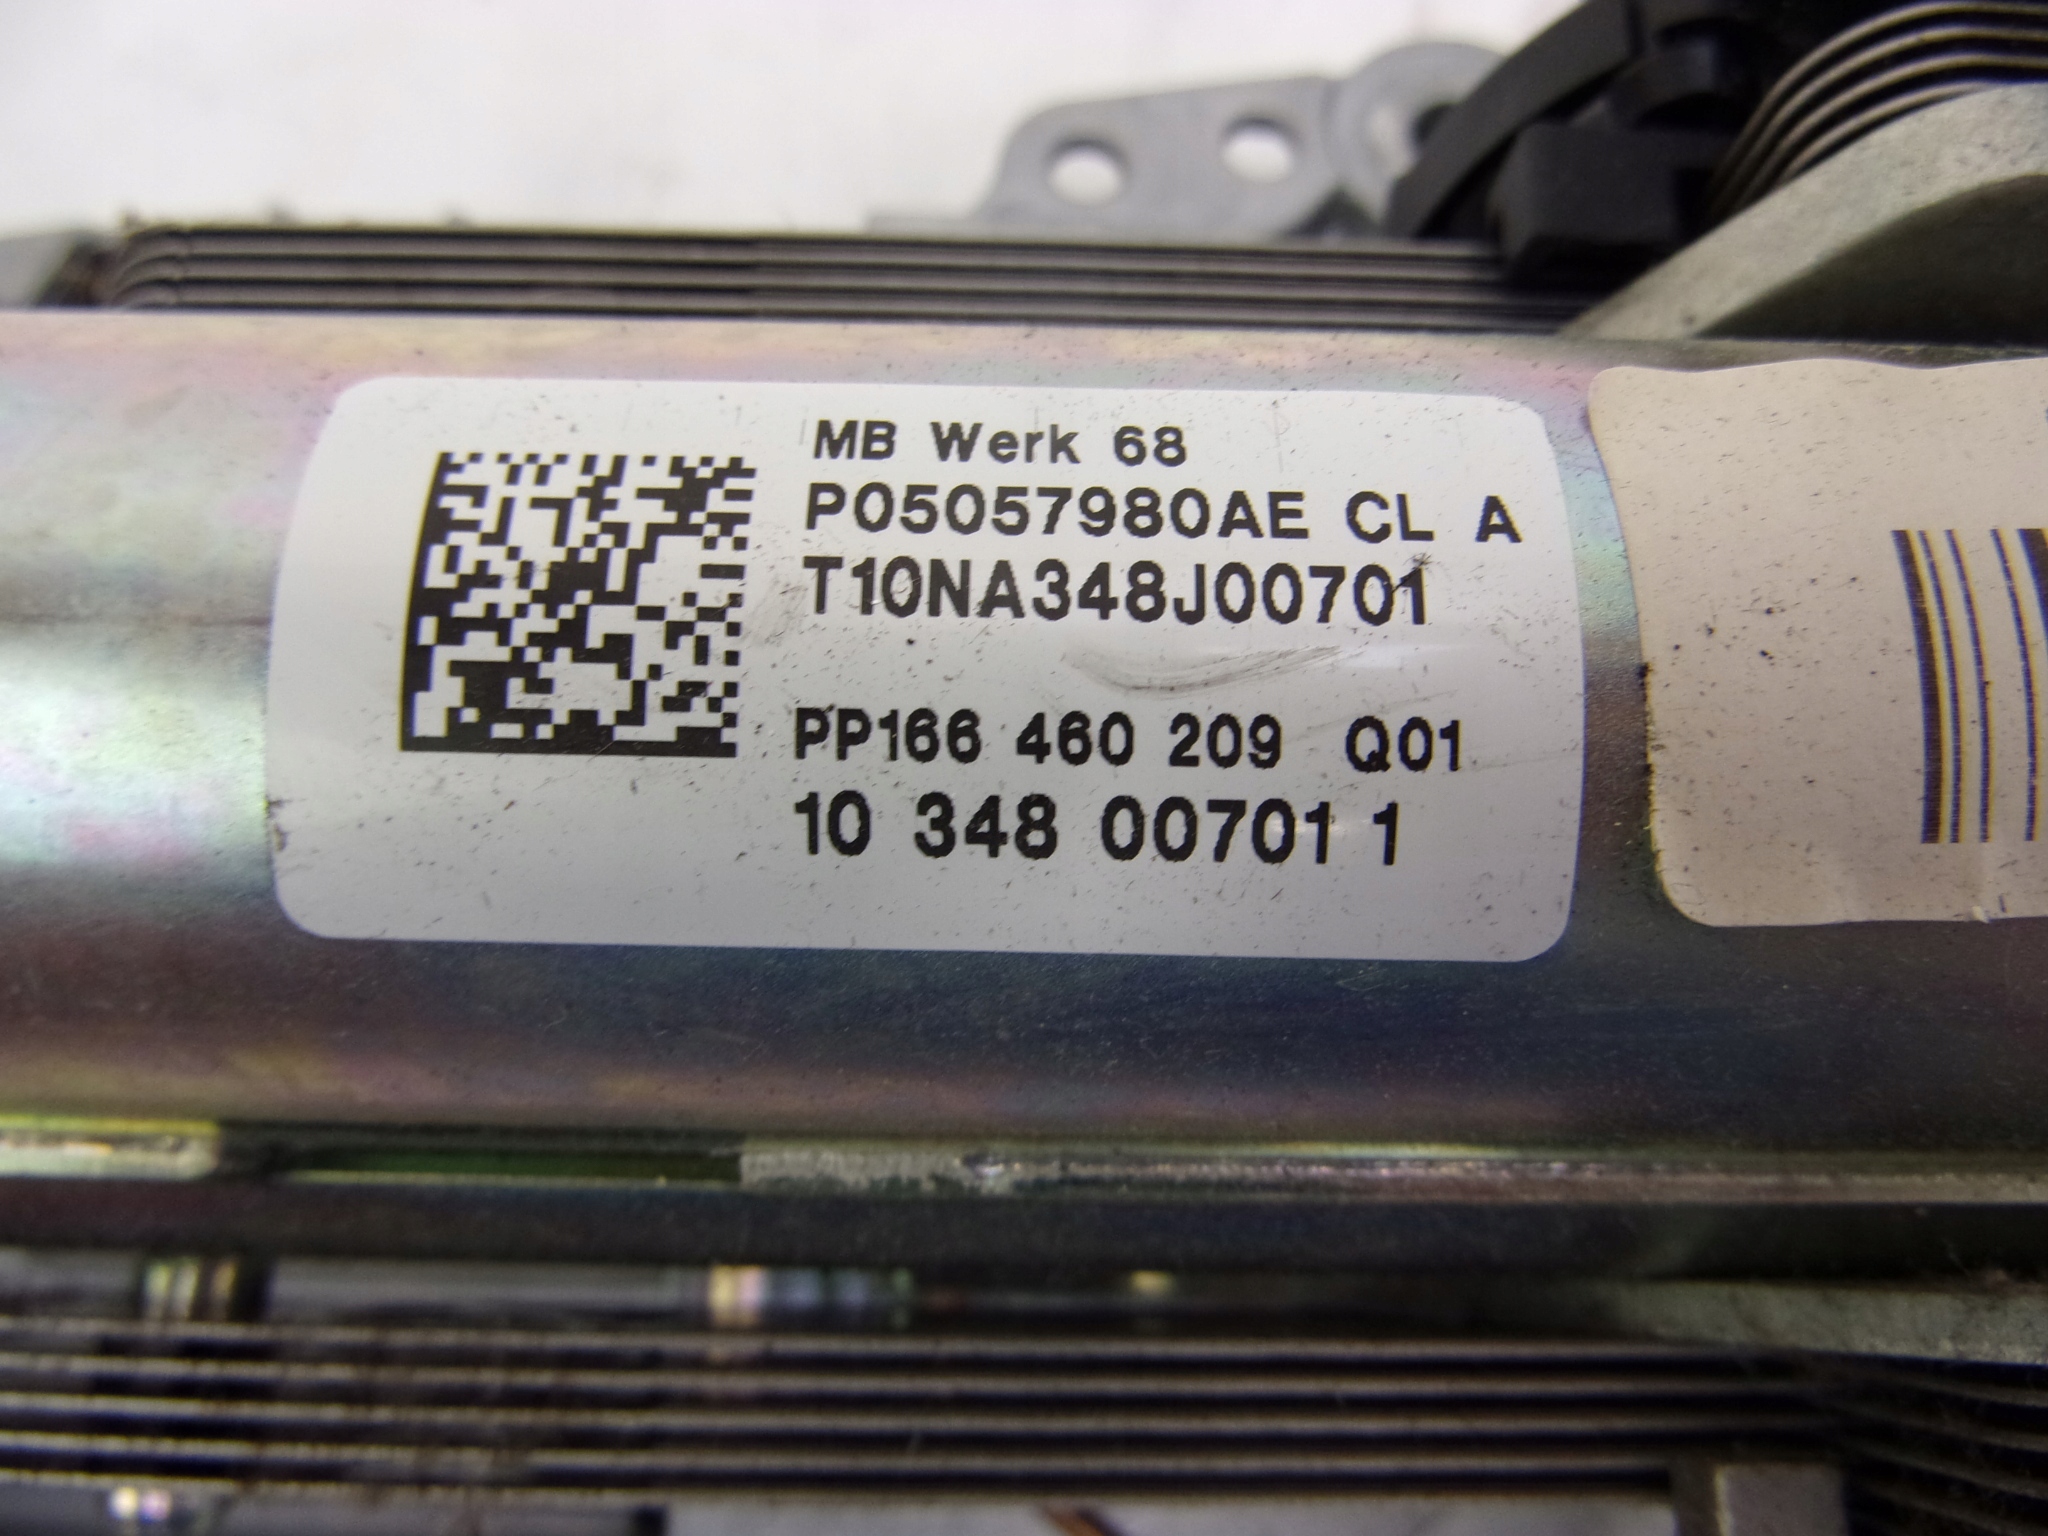 MB Werk 68
P05057980AE CL A
T10NA348J00701
PP166 460 209 Q01
10 348 00701 1